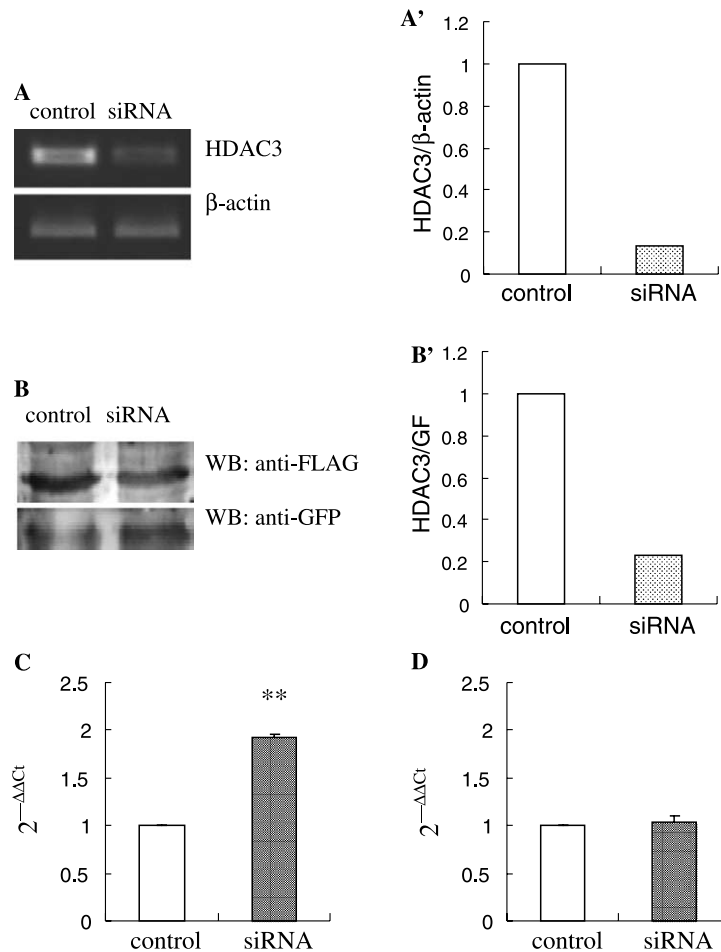 A
control siRNA
HDAC3
β-actin
A'
HDAC3/β-actin
1.2
1
0.8
0.6
0.4
0.2
0
control siRNA
B
control siRNA
WB: anti-FLAG
WB: anti-GFP
B'
HDAC3/GF
1.2
1
0.8
0.6
0.4
0.2
0
control siRNA
C
2^—ΔΔCt
2.5
2
1.5
1
0.5
0
**
control siRNA
D
2^—ΔΔCt
2.5
2
1.5
1
0.5
0
control siRNA